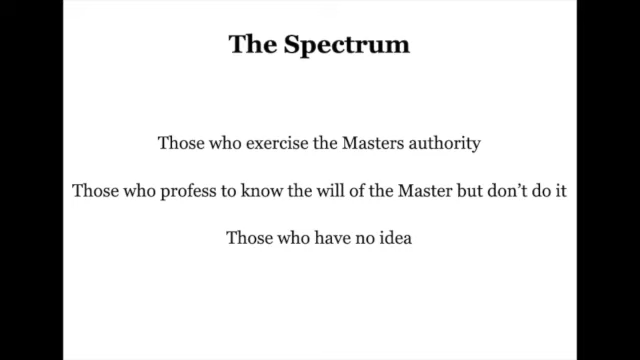 The Spectrum
Those who exercise the Masters authority
Those who profess to know the will of the Master but don’t do it
Those who have no idea